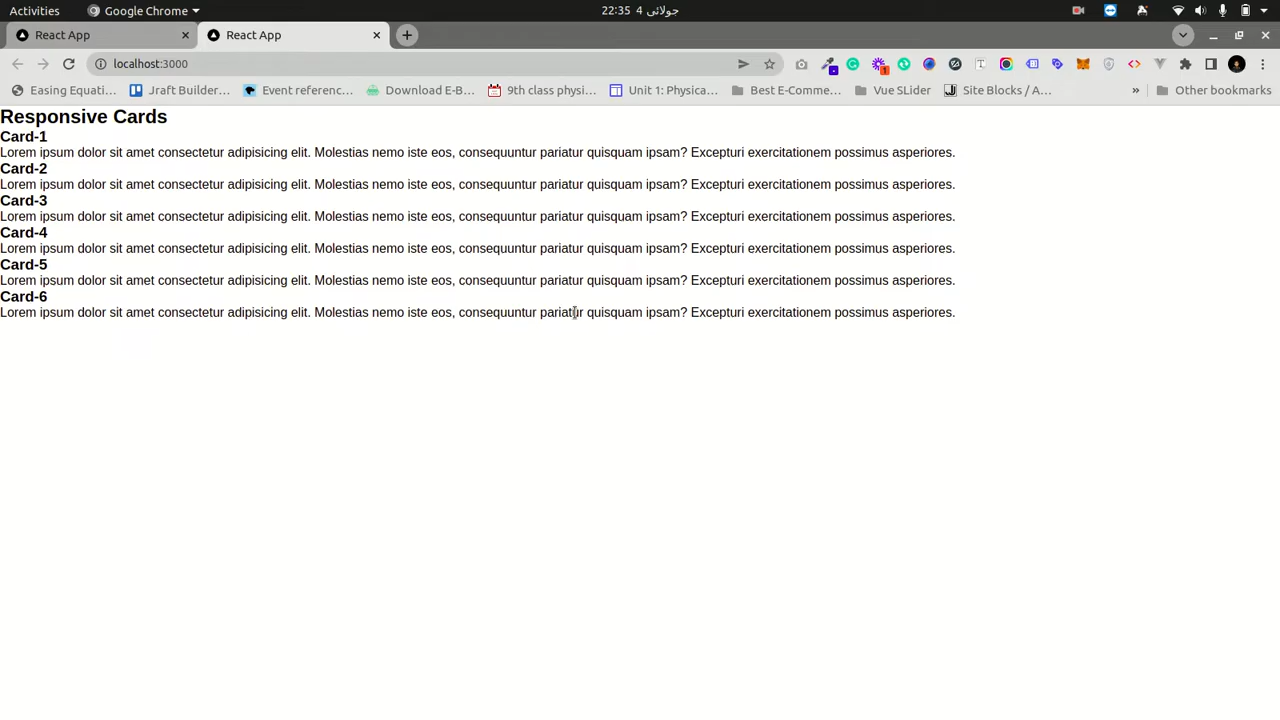 Activities Google Chrome 22:35 4 جولائی
React App React App
localhost:3000
1
Easing Equati... Jraft Builder... Event referenc... Download E-B... 9th class physi... Unit 1: Physica... Best E-Comme... Vue SLider Site Blocks / A... » Other bookmarks
Responsive Cards
Card-1
Lorem ipsum dolor sit amet consectetur adipisicing elit. Molestias nemo iste eos, consequuntur pariatur quisquam ipsam? Excepturi exercitationem possimus asperiores.
Card-2
Lorem ipsum dolor sit amet consectetur adipisicing elit. Molestias nemo iste eos, consequuntur pariatur quisquam ipsam? Excepturi exercitationem possimus asperiores.
Card-3
Lorem ipsum dolor sit amet consectetur adipisicing elit. Molestias nemo iste eos, consequuntur pariatur quisquam ipsam? Excepturi exercitationem possimus asperiores.
Card-4
Lorem ipsum dolor sit amet consectetur adipisicing elit. Molestias nemo iste eos, consequuntur pariatur quisquam ipsam? Excepturi exercitationem possimus asperiores.
Card-5
Lorem ipsum dolor sit amet consectetur adipisicing elit. Molestias nemo iste eos, consequuntur pariatur quisquam ipsam? Excepturi exercitationem possimus asperiores.
Card-6
Lorem ipsum dolor sit amet consectetur adipisicing elit. Molestias nemo iste eos, consequuntur pariatur quisquam ipsam? Excepturi exercitationem possimus asperiores.